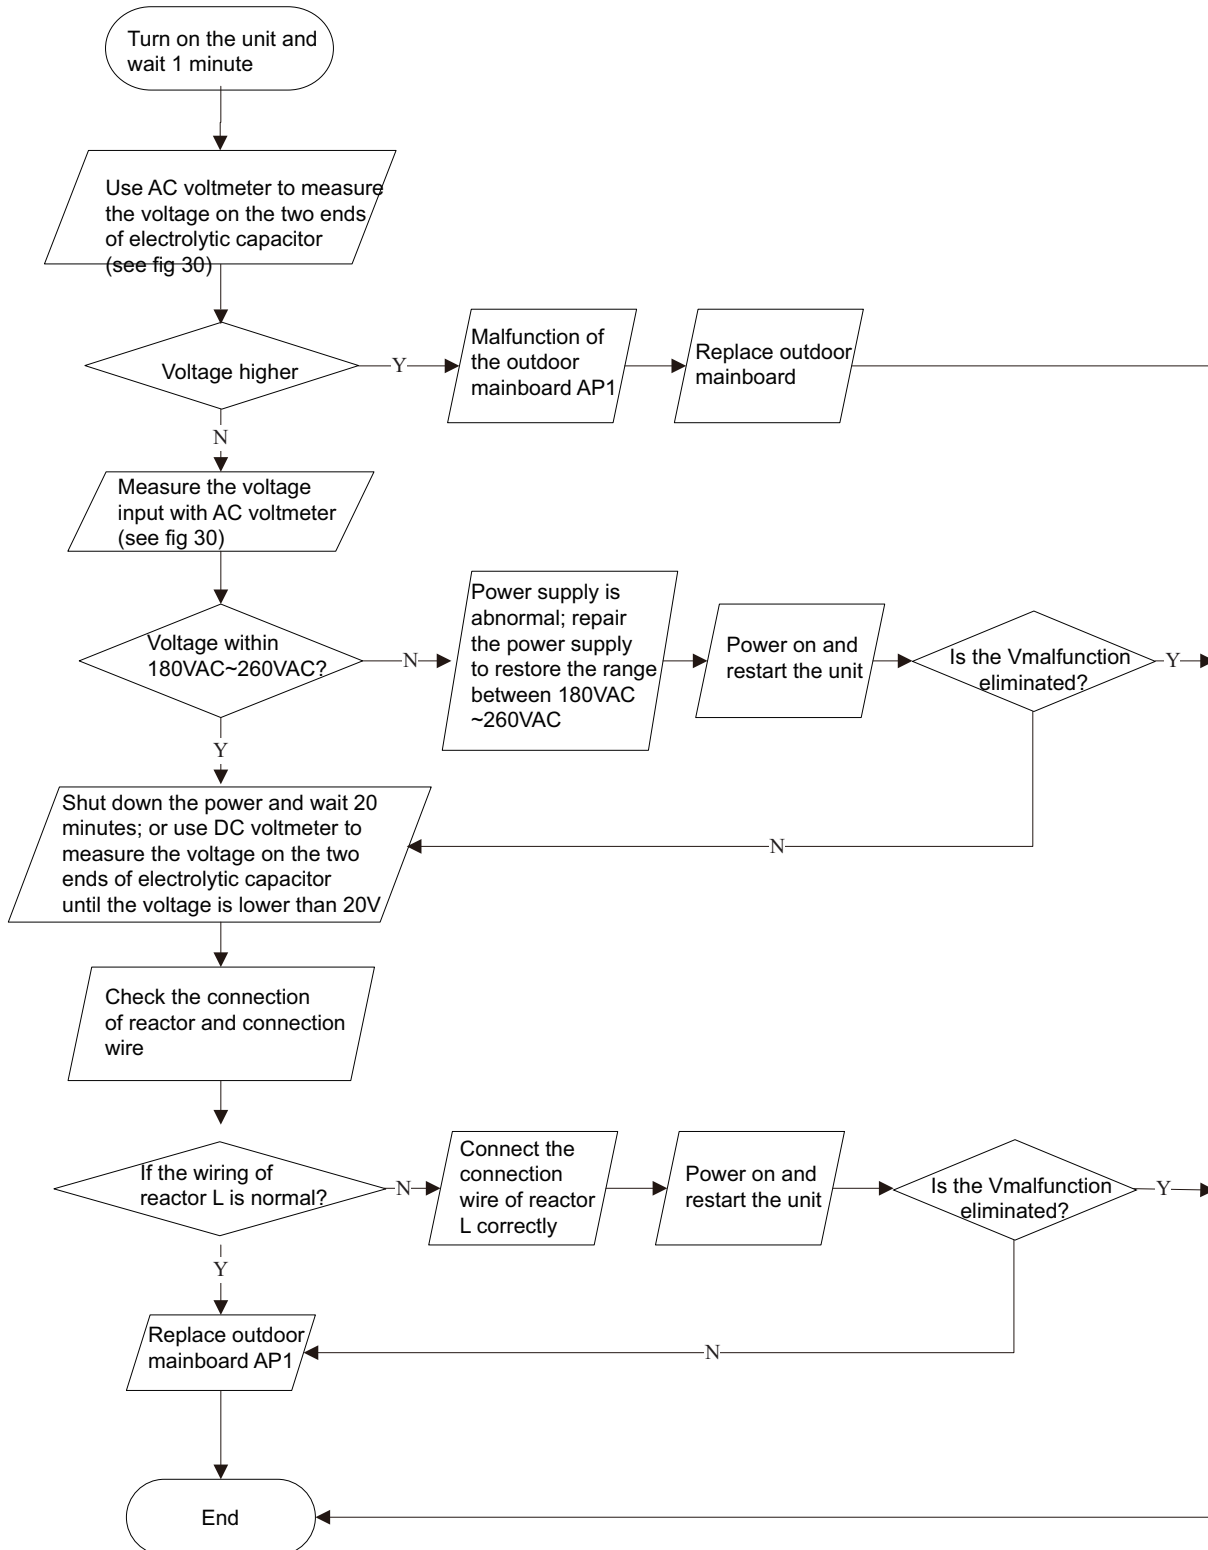 Turn on the unit and
wait 1 minute
Use AC voltmeter to measure
the voltage on the two ends
of electrolytic capacitor
(see fig 30)
Voltage higher
Y
Malfunction of
the outdoor
mainboard AP1
Replace outdoor
mainboard
N
Measure the voltage
input with AC voltmeter
(see fig 30)
Voltage within
180VAC~260VAC?
N
Power supply is
abnormal; repair
the power supply
to restore the range
between 180VAC
~260VAC
Power on and
restart the unit
Is the Vmalfunction
eliminated?
Y
Y
Shut down the power and wait 20
minutes; or use DC voltmeter to
measure the voltage on the two
ends of electrolytic capacitor
until the voltage is lower than 20V
N
Check the connection
of reactor and connection
wire
If the wiring of
reactor L is normal?
N
Connect the
connection
wire of reactor
L correctly
Power on and
restart the unit
Is the Vmalfunction
eliminated?
Y
Y
Replace outdoor
mainboard AP1
N
End